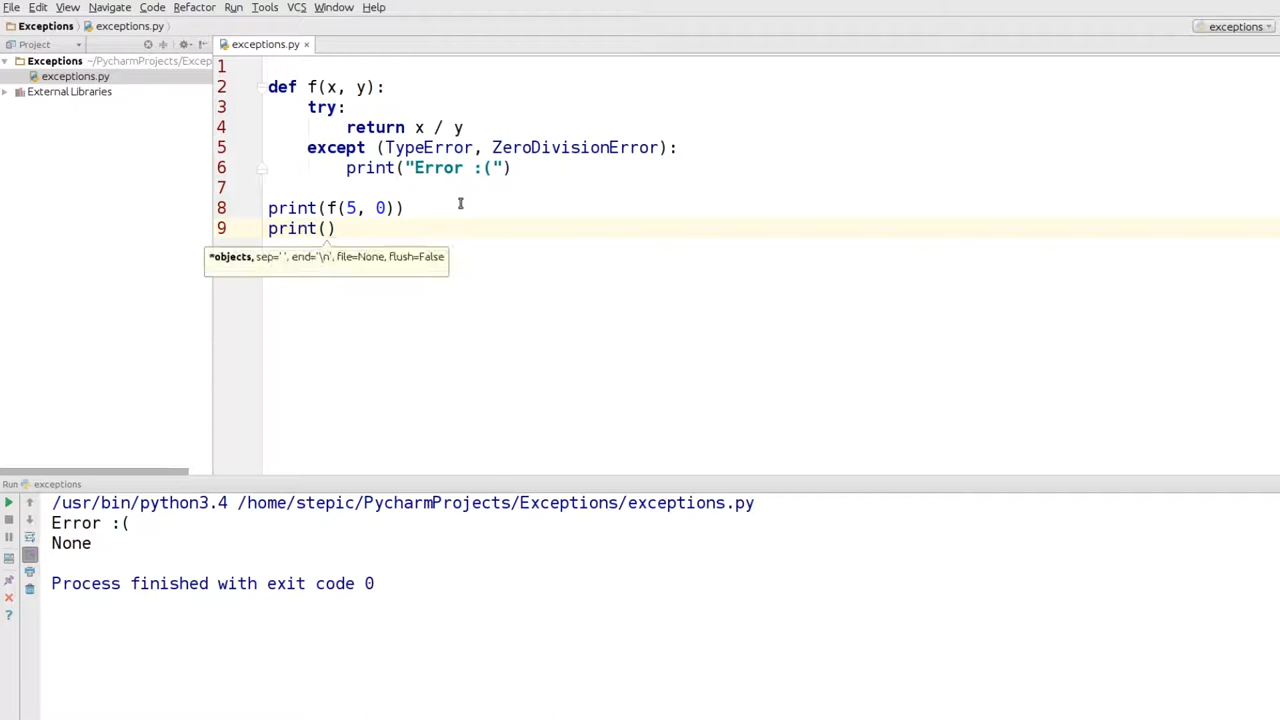 File Edit View Navigate Code Refactor Run Tools VCS Window Help
Exceptions exceptions.py exceptions
Project exceptions.py ×
Exceptions ~/PycharmProjects/Excep
exceptions.py
External Libraries
1
2 def f(x, y):
3 try:
4 return x / y
5 except (TypeError, ZeroDivisionError):
6 print("Error :(")
7
8 print(f(5, 0))
9 print()
*objects, sep=' ', end='\n', file=None, flush=False
Run exceptions
/usr/bin/python3.4 /home/stepic/PycharmProjects/Exceptions/exceptions.py
Error :(
None
Process finished with exit code 0